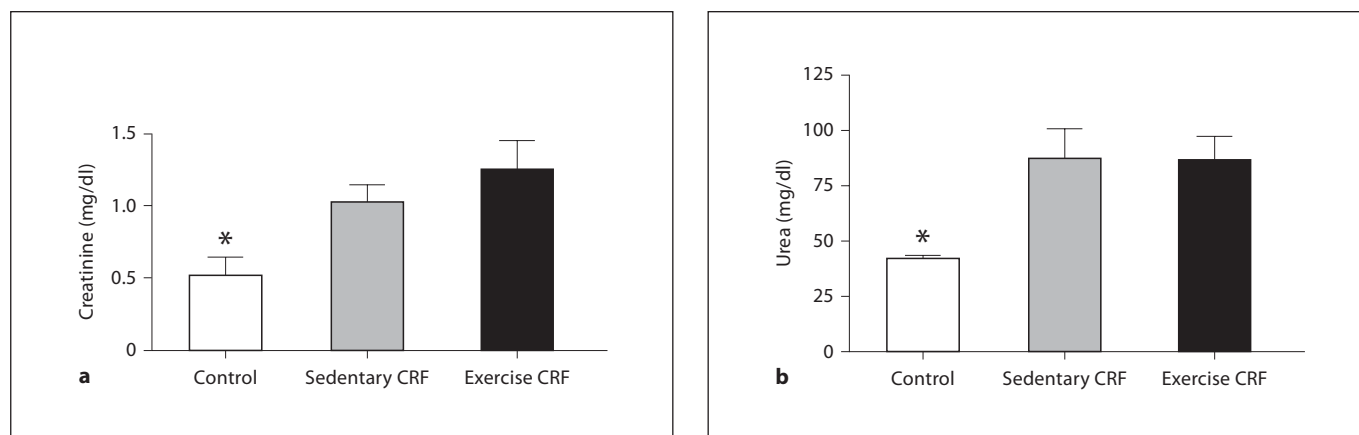 Creatinine (mg/dl)
1.5
1.0
0.5
0
*
a
Control Sedentary CRF Exercise CRF
Urea (mg/dl)
125
100
75
50
25
0
*
b
Control Sedentary CRF Exercise CRF